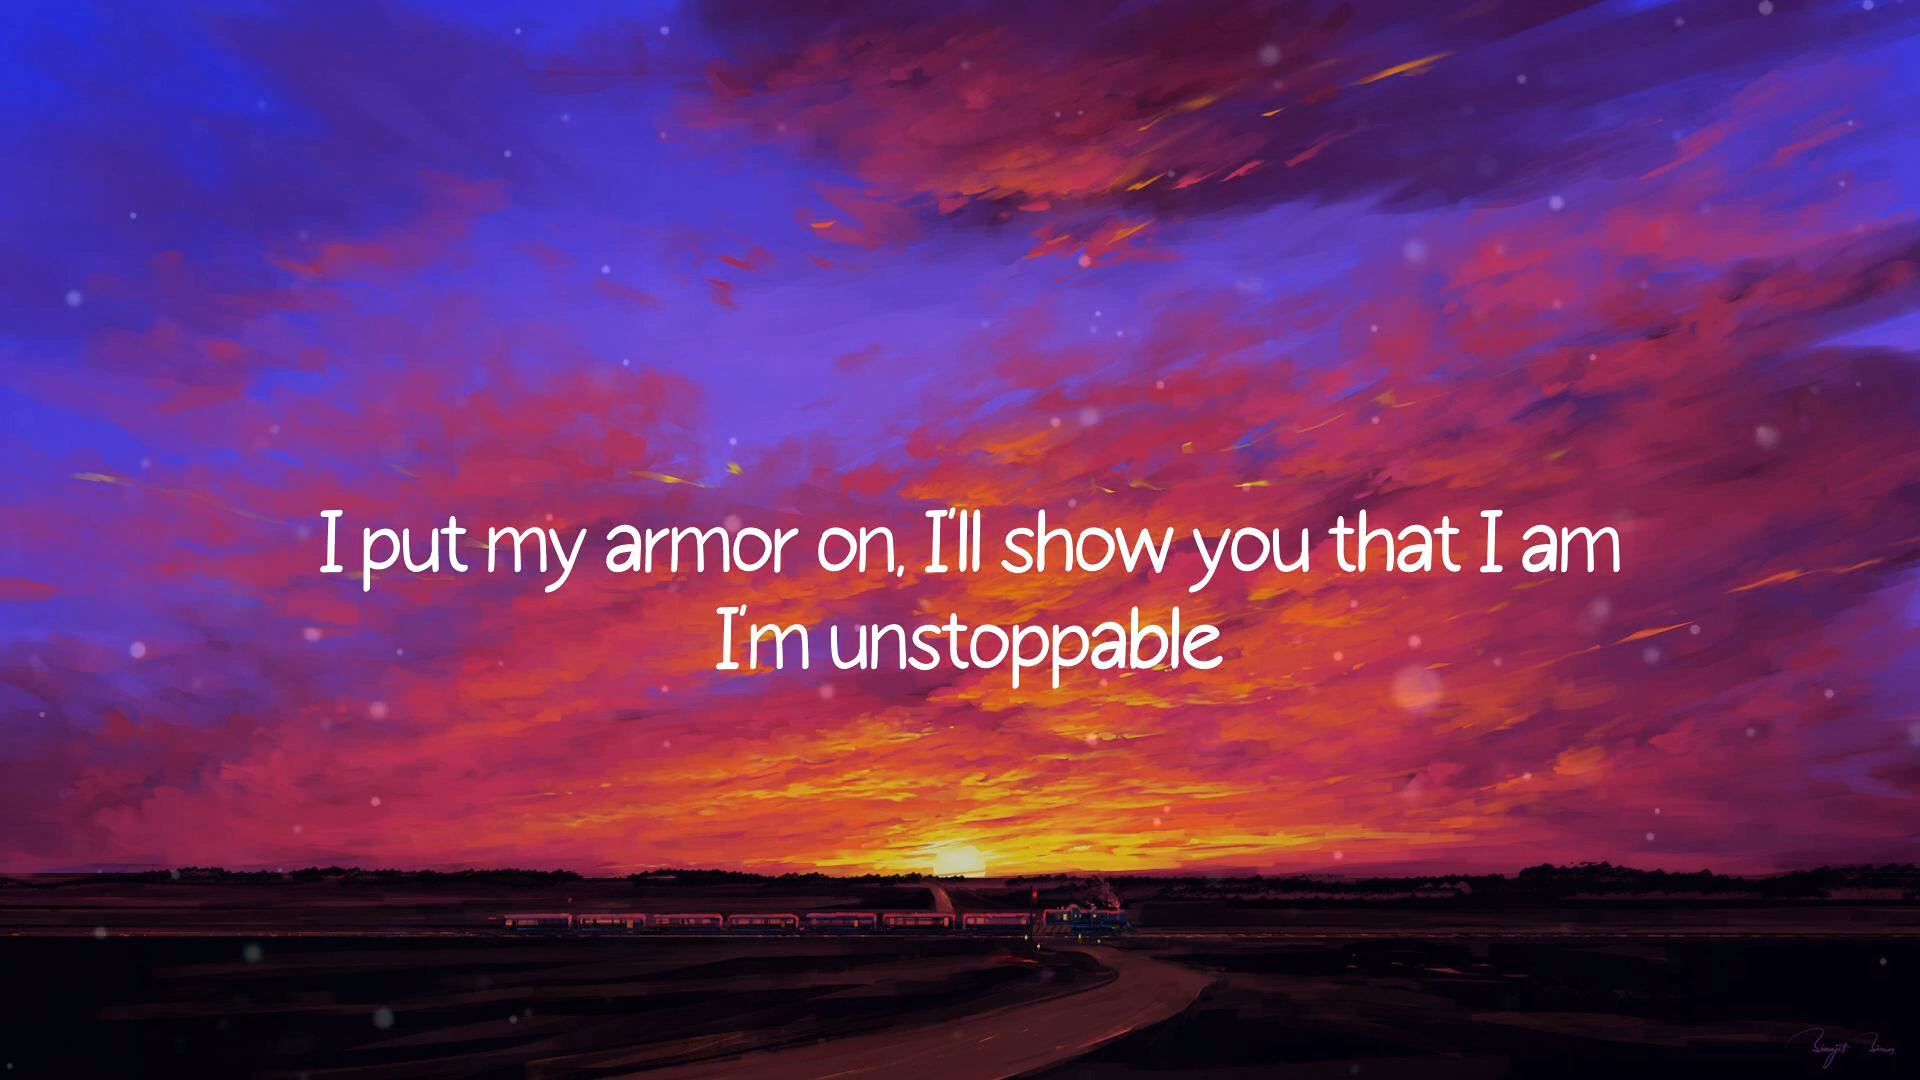 I put my armor on, I'll show you that I am
I'm unstoppable